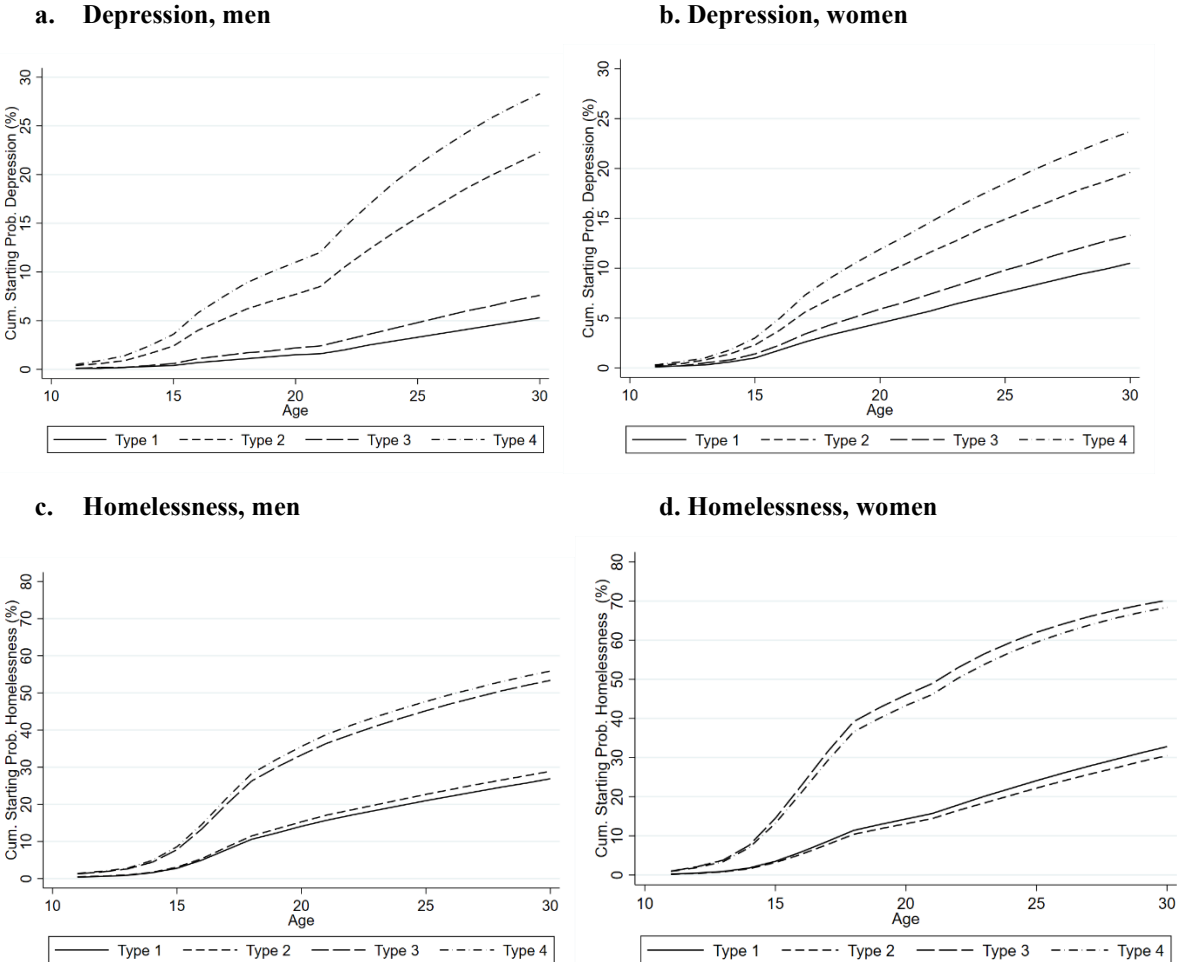 a. Depression, men
b. Depression, women
Cum. Starting Prob. Depression (%)
30
25
20
15
10
5
0
10 15 20 25 30
Age
Type 1 Type 2 Type 3 Type 4
Cum. Starting Prob. Depression (%)
30
25
20
15
10
5
0
10 15 20 25 30
Age
Type 1 Type 2 Type 3 Type 4
c. Homelessness, men
d. Homelessness, women
Cum. Starting Prob. Homelessness (%)
80
70
60
50
40
30
20
10
0
10 15 20 25 30
Age
Type 1 Type 2 Type 3 Type 4
Cum. Starting Prob. Homelessness (%)
80
70
60
50
40
30
20
10
0
10 15 20 25 30
Age
Type 1 Type 2 Type 3 Type 4